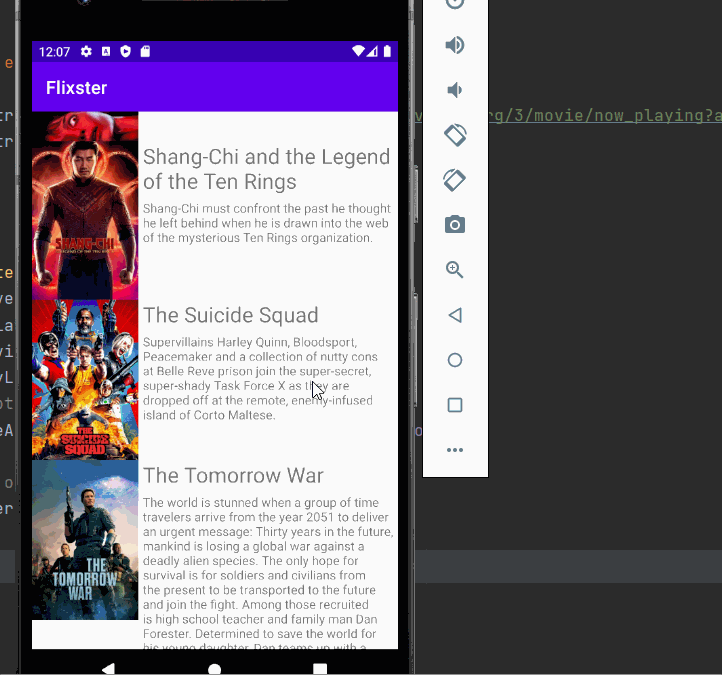 12:07
Flixster
rg/3/movie/now_playing?a
Shang-Chi and the Legend
of the Ten Rings
Shang-Chi must confront the past he thought
he left behind when he is drawn into the web
of the mysterious Ten Rings organization.
SHANG-CHI
The Suicide Squad
Supervillains Harley Quinn, Bloodsport,
Peacemaker and a collection of nutty cons
at Belle Reve prison join the super-secret,
super-shady Task Force X as they are
dropped off at the remote, enemy-infused
island of Corto Maltese.
THE
SUICIDE
SQUAD
The Tomorrow War
The world is stunned when a group of time
travelers arrive from the year 2051 to deliver
an urgent message: Thirty years in the future,
mankind is losing a global war against a
deadly alien species. The only hope for
survival is for soldiers and civilians from
the present to be transported to the future
and join the fight. Among those recruited
is high school teacher and family man Dan
Forester. Determined to save the world for
his young daughter, Dan teams up with a
THE
TOMORROW
WAR